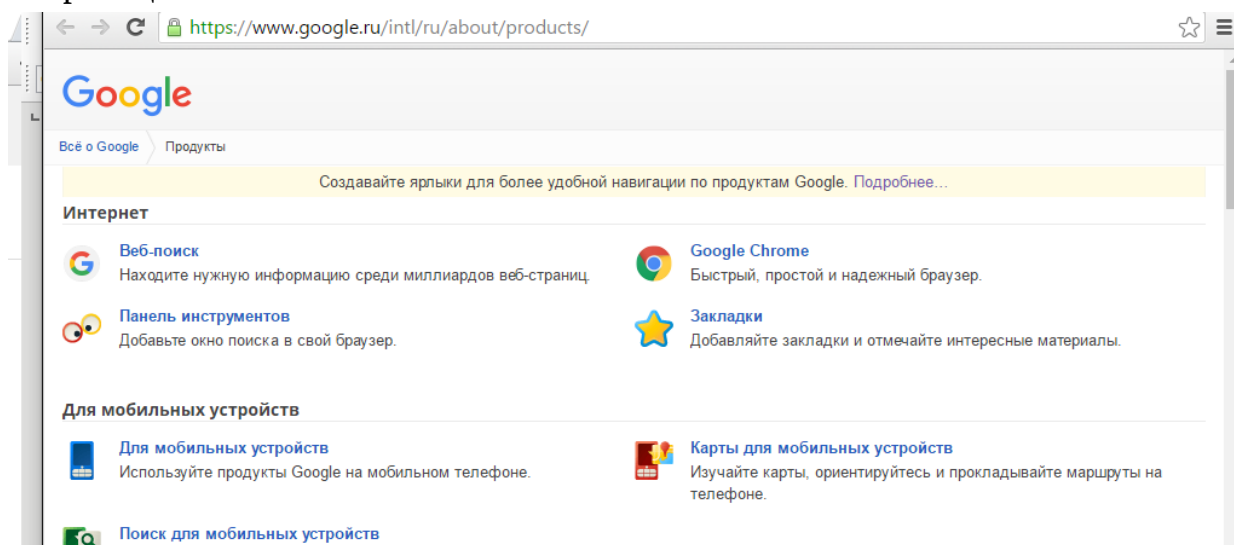 https://www.google.ru/intl/ru/about/products/
Google
Всё о Google
Продукты
Создавайте ярлыки для более удобной навигации по продуктам Google. Подробнее…
Интернет
Веб-поиск
Находите нужную информацию среди миллиардов веб-страниц.
Google Chrome
Быстрый, простой и надежный браузер.
Панель инструментов
Добавьте окно поиска в свой браузер.
Закладки
Добавляйте закладки и отмечайте интересные материалы.
Для мобильных устройств
Для мобильных устройств
Используйте продукты Google на мобильном телефоне.
Карты для мобильных устройств
Изучайте карты, ориентируйтесь и прокладывайте маршруты на
телефоне.
Поиск для мобильных устройств